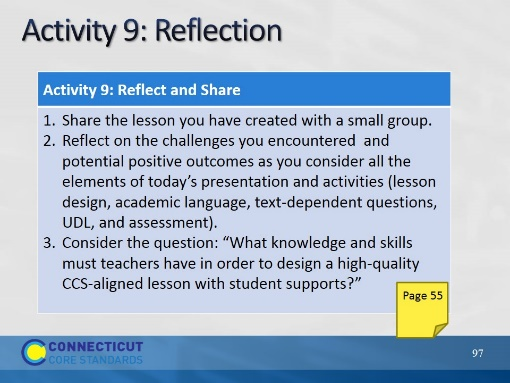 Activity 9: Reflection
Activity 9: Reflect and Share
1. Share the lesson you have created with a small group.
2. Reflect on the challenges you encountered and
potential positive outcomes as you consider all the
elements of today's presentation and activities (lesson
design, academic language, text-dependent questions,
UDL, and assessment).
3. Consider the question: “What knowledge and skills
must teachers have in order to design a high-quality
CCS-aligned lesson with student supports?”
Page 55
CONNECTICUT
CORE STANDARDS
97